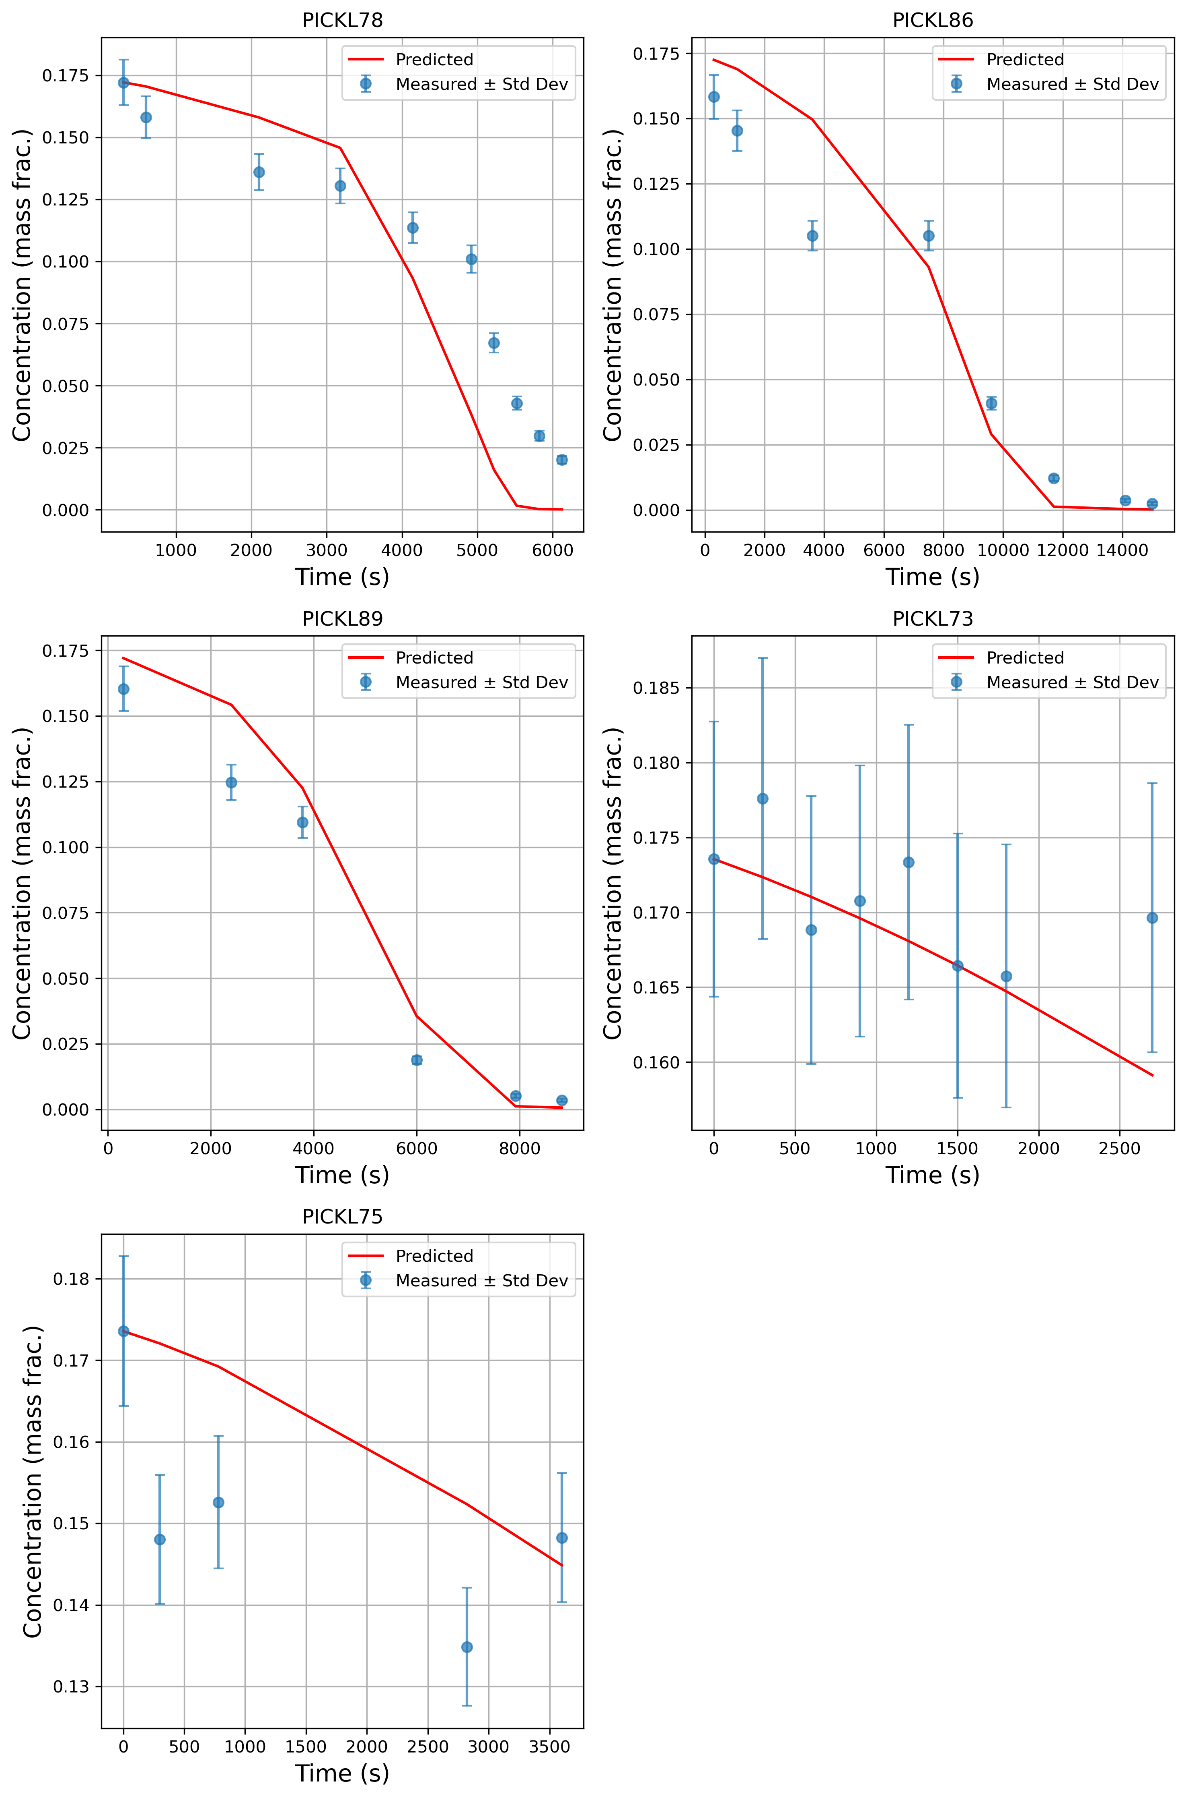 PICKL78
Concentration (mass frac.)
0.175
0.150
0.125
0.100
0.075
0.050
0.025
0.000
Predicted
Measured ± Std Dev
1000 2000 3000 4000 5000 6000
Time (s)
PICKL86
Concentration (mass frac.)
0.175
0.150
0.125
0.100
0.075
0.050
0.025
0.000
Predicted
Measured ± Std Dev
0 2000 4000 6000 8000 10000 12000 14000
Time (s)
PICKL89
Concentration (mass frac.)
0.175
0.150
0.125
0.100
0.075
0.050
0.025
0.000
Predicted
Measured ± Std Dev
0 2000 4000 6000 8000
Time (s)
PICKL73
Concentration (mass frac.)
0.185
0.180
0.175
0.170
0.165
0.160
Predicted
Measured ± Std Dev
0 500 1000 1500 2000 2500
Time (s)
PICKL75
Concentration (mass frac.)
0.18
0.17
0.16
0.15
0.14
0.13
Predicted
Measured ± Std Dev
0 500 1000 1500 2000 2500 3000 3500
Time (s)